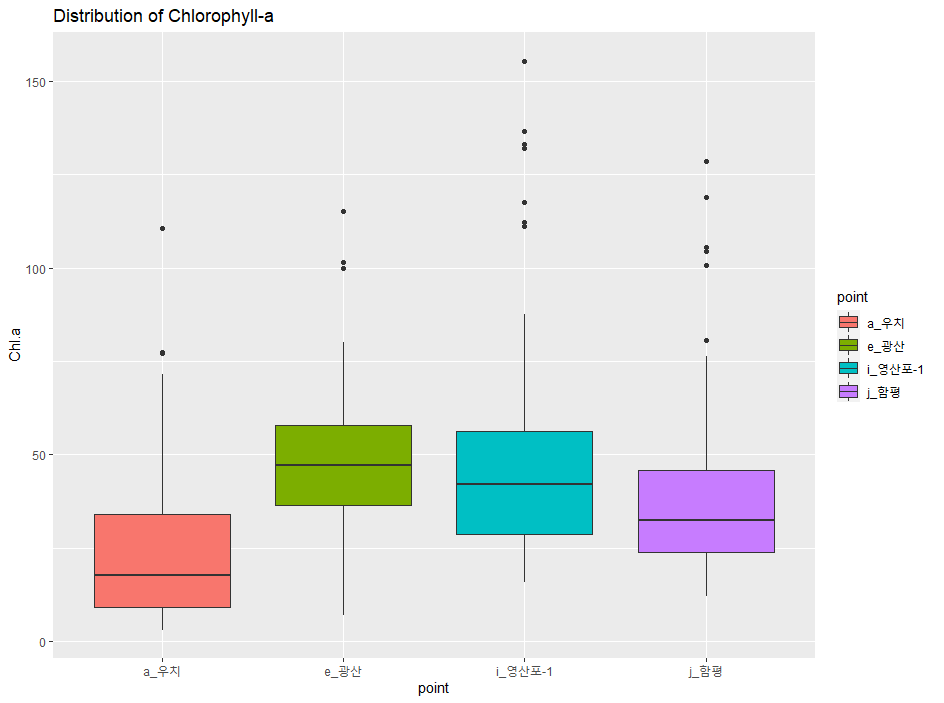 Distribution of Chlorophyll-a
Chl.a
150
100
50
0
a_우치
e_광산
i_영산포-1
j_함평
point
point
a_우치
e_광산
i_영산포-1
j_함평